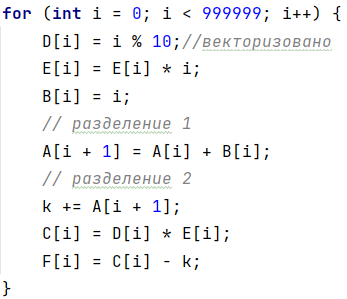 for (int i = 0; i < 999999; i++) {
    D[i] = i % 10;//векторизовано
    E[i] = E[i] * i;
    B[i] = i;
    // разделение 1
    A[i + 1] = A[i] + B[i];
    // разделение 2
    k += A[i + 1];
    C[i] = D[i] * E[i];
    F[i] = C[i] - k;
}